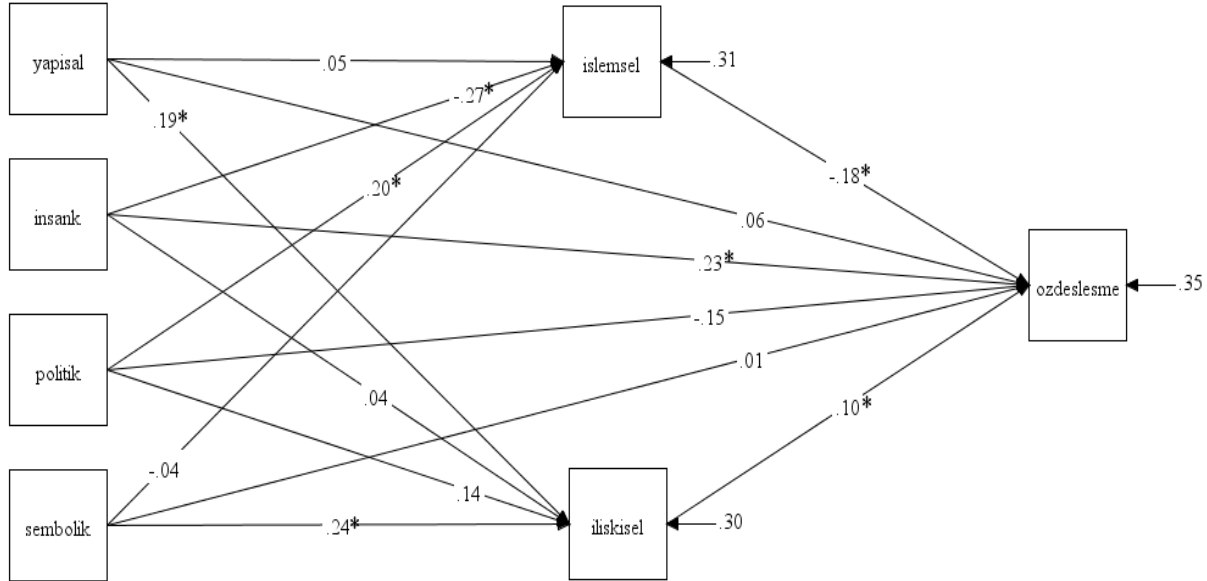 yapisal
.05
islemsel
.31
-.27*
.19*
-.18*
insank.
.20*
.06
.23*
ozdeslesme
.35
politik.
-.15
.01
.04
.10*
-.04
.14
sembolik.
.24*
iliskisel
.30